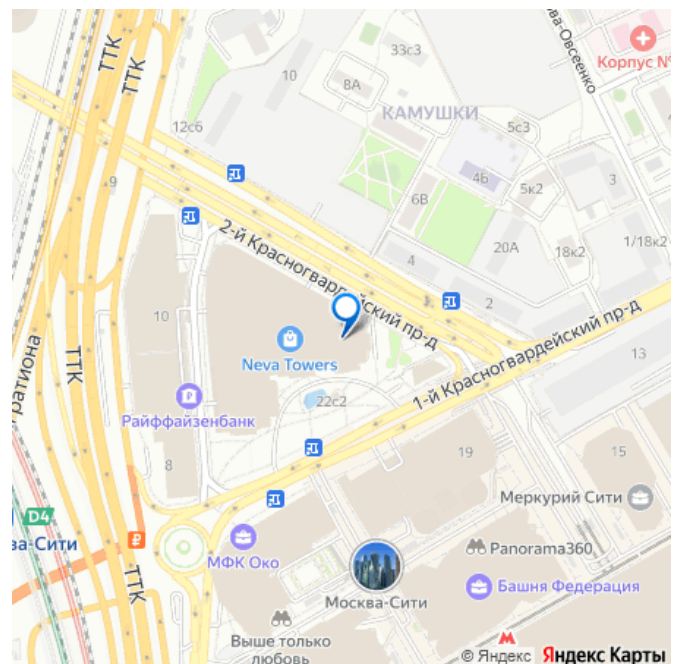 ТТК
ТТК
33с3
ова-Овсеенко
Корпус №
10
8А
КАМУШКИ
12с6
5с3
9
4Б
5к2
3
6В
2-й Красногвардейский пр-д
20А
18к2
1/18к2
4
2
10
1-й Красногвардейский пр-д
Neva Towers
13
ТТК
гратиона
22с2
Райффайзенбанк
8
19
15
Меркурий Сити
D4
ва-Сити
МФК Око
Panorama360
ТТК
Башня Федерация
Москва-Сити
Выше только
любовь
© Яндекс Яндекс Карты